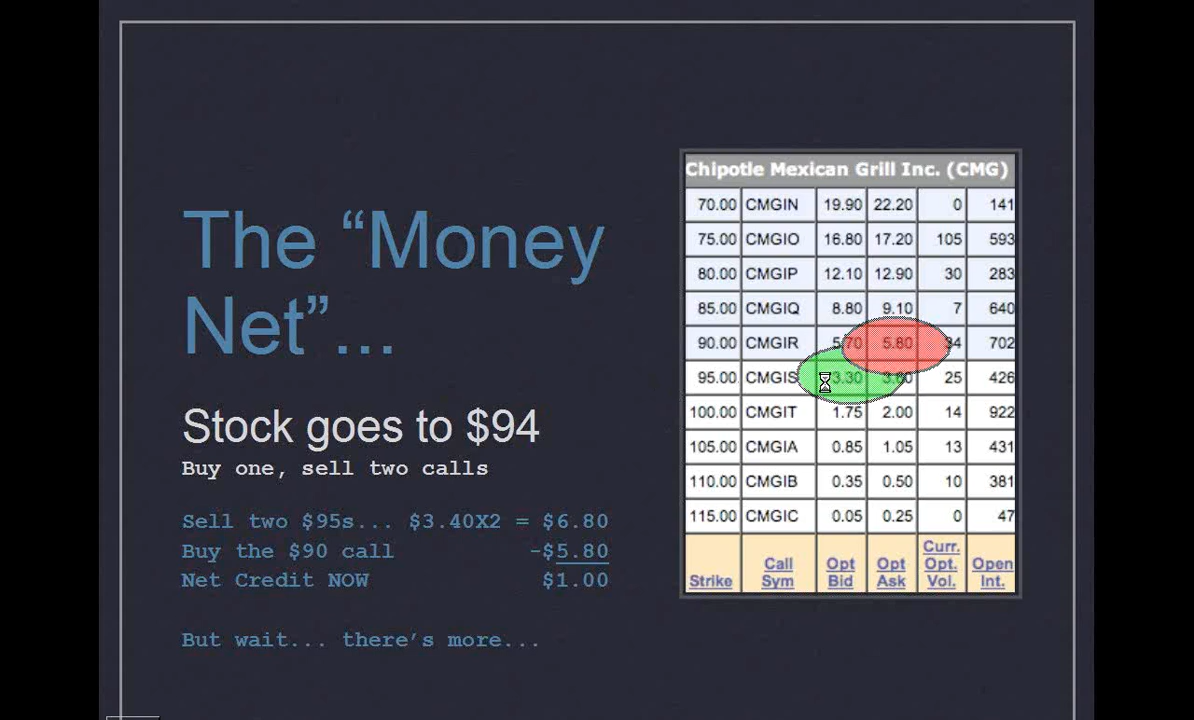 The “Money
Net”...
Stock goes to $94
Buy one, sell two calls
Sell two $95s... $3.40X2 = $6.80
Buy the $90 call -$5.80
Net Credit NOW $1.00
But wait... there’s more...
Chipotle Mexican Grill Inc. (CMG)
70.00 CMGIN 19.90 22.20 0 141
75.00 CMGIO 16.80 17.20 105 593
80.00 CMGIP 12.10 12.90 30 283
85.00 CMGIQ 8.80 9.10 7 640
90.00 CMGIR 5.70 5.80 34 702
95.00 CMGIS 3.30 3.60 25 426
100.00 CMGIT 1.75 2.00 14 922
105.00 CMGIA 0.85 1.05 13 431
110.00 CMGIB 0.35 0.50 10 381
115.00 CMGIC 0.05 0.25 0 47
Strike Call Sym Opt Bid Opt Ask Curr. Opt. Vol. Open Int.